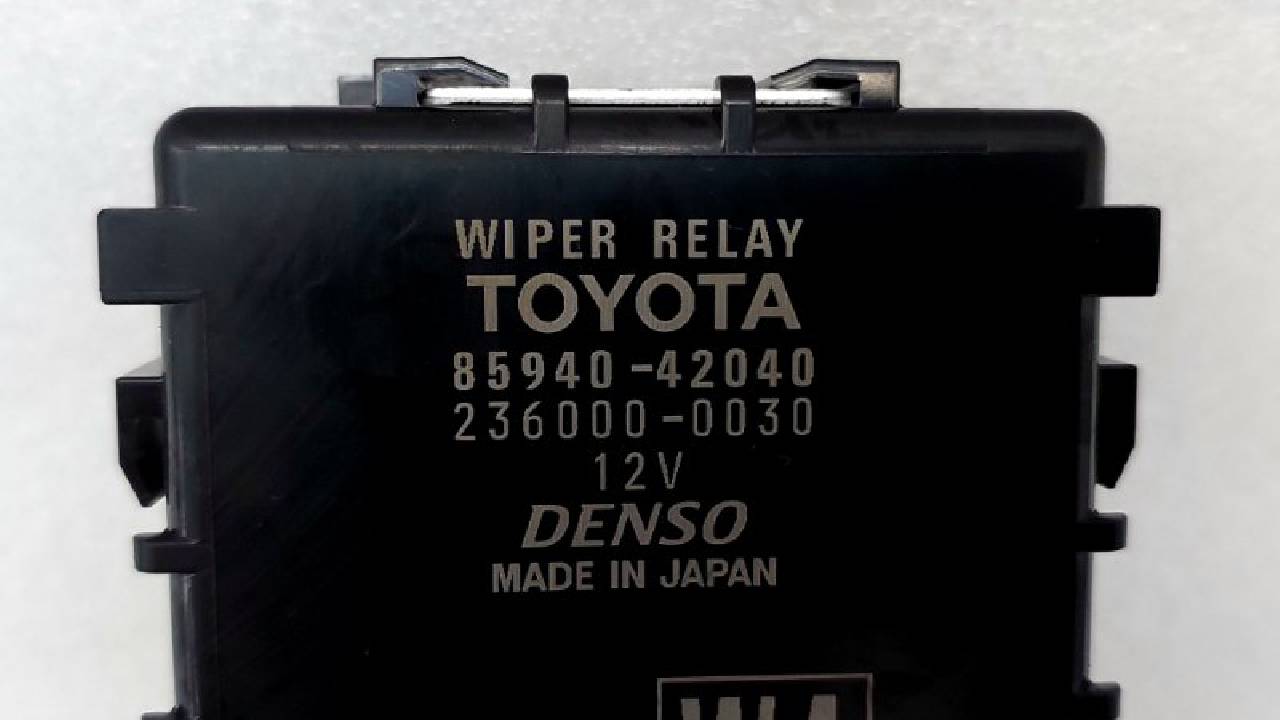 WIPER RELAY
TOYOTA
85940-42040
236000-0030
12V
DENSO
MADE IN JAPAN